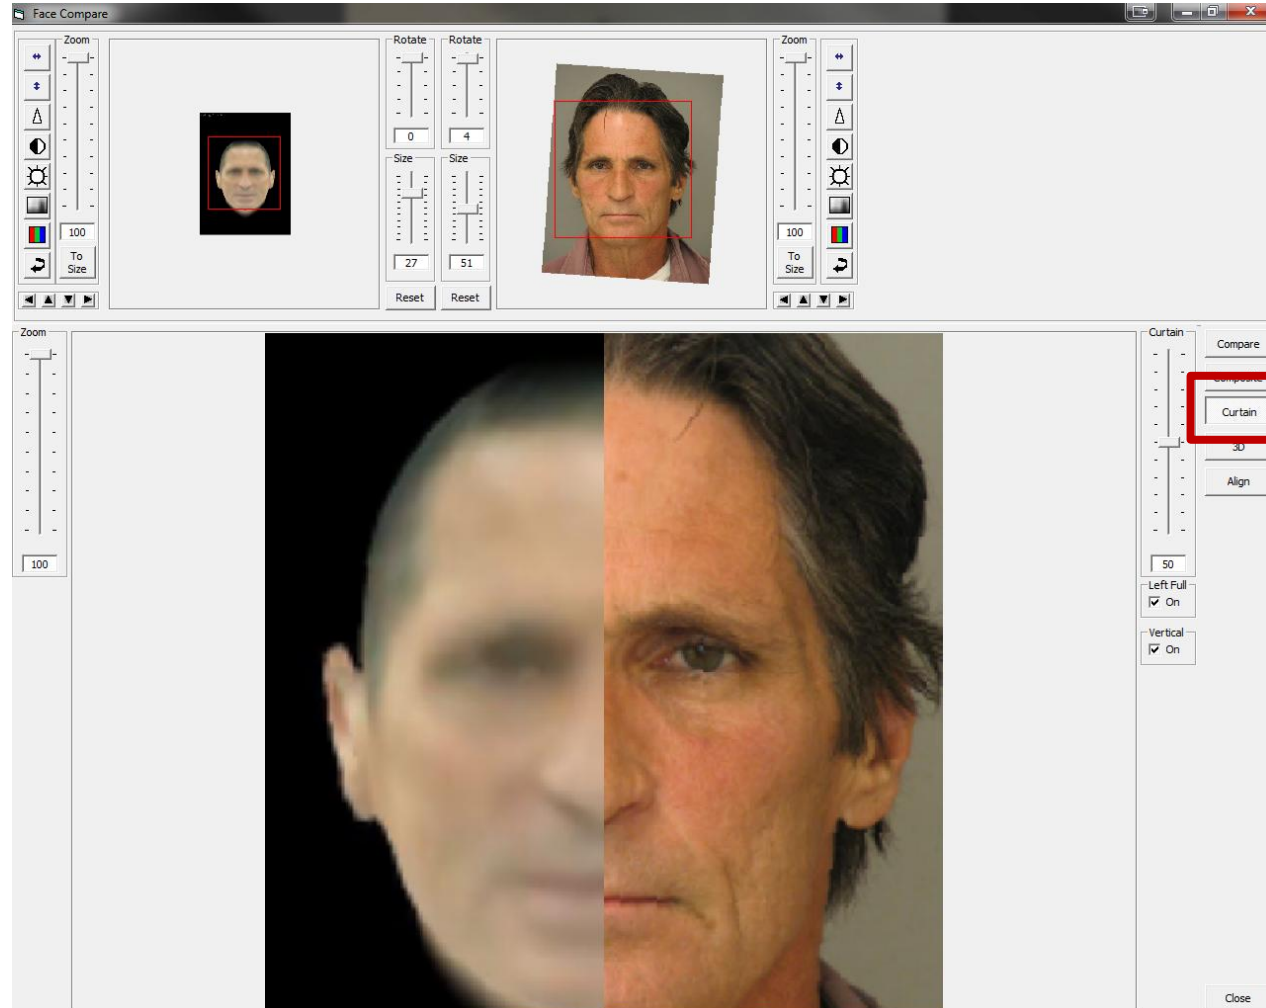 Face Compare
Zoom
100
To
Size
Rotate
0
Size
27
Reset
Rotate
4
Size
51
Reset
Zoom
100
To
Size
Zoom
100
Curtain
50
Left Full
On
Vertical
On
Compare
Composite
Curtain
3D
Align
Close